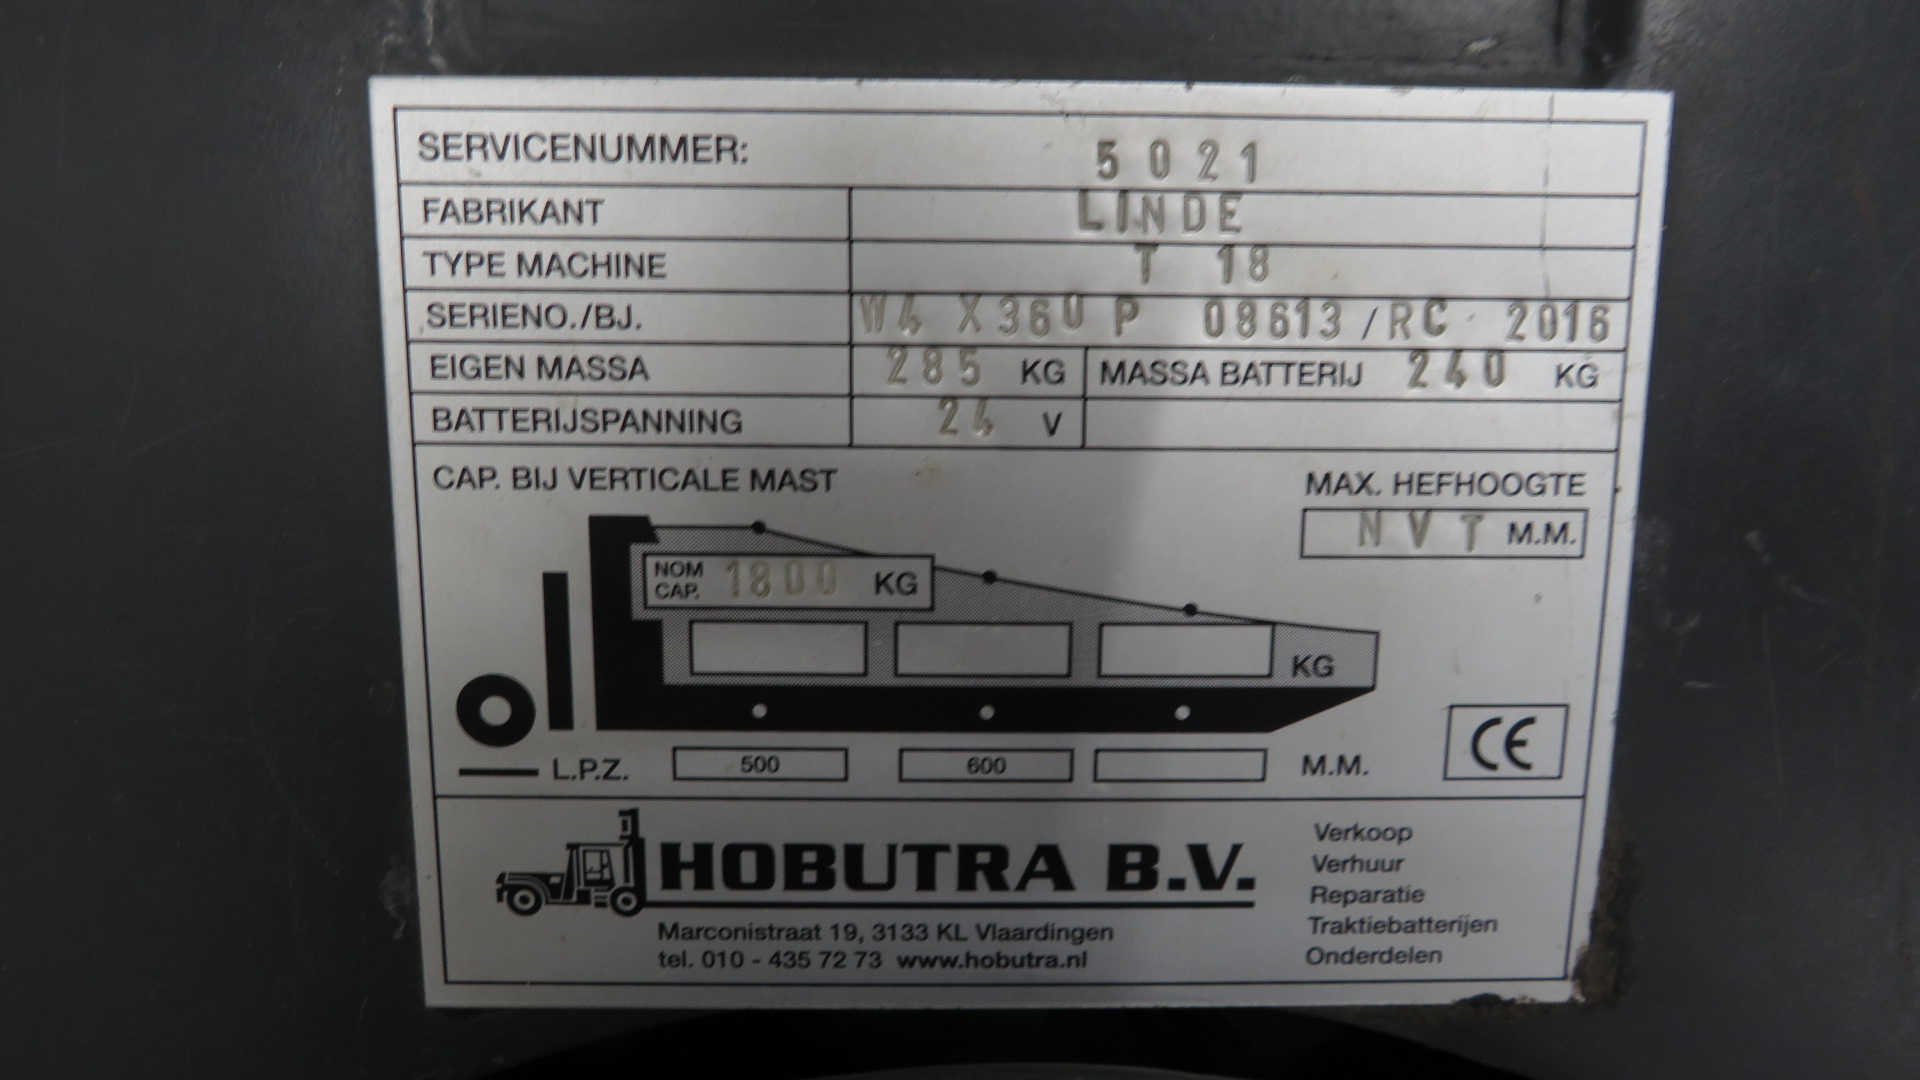 SERVICENUMMER: 5021
FABRIKANT LINDE
TYPE MACHINE T 18
SERIENO./BJ. W4 X360 P 08613 /RC 2016
EIGEN MASSA 285 KG MASSA BATTERIJ 240 KG
BATTERIJSPANNING 24 V
CAP. BIJ VERTICALE MAST MAX. HEFHOOGTE
NVT M.M.
NOM CAP. 1800 KG
KG
L.P.Z. 500 600 M.M. CE
HOBUTRA B.V.
Marconistraat 19, 3133 KL Vlaardingen
tel. 010 - 435 72 73 www.hobutra.nl
Verkoop
Verhuur
Reparatie
Traktiebatterijen
Onderdelen